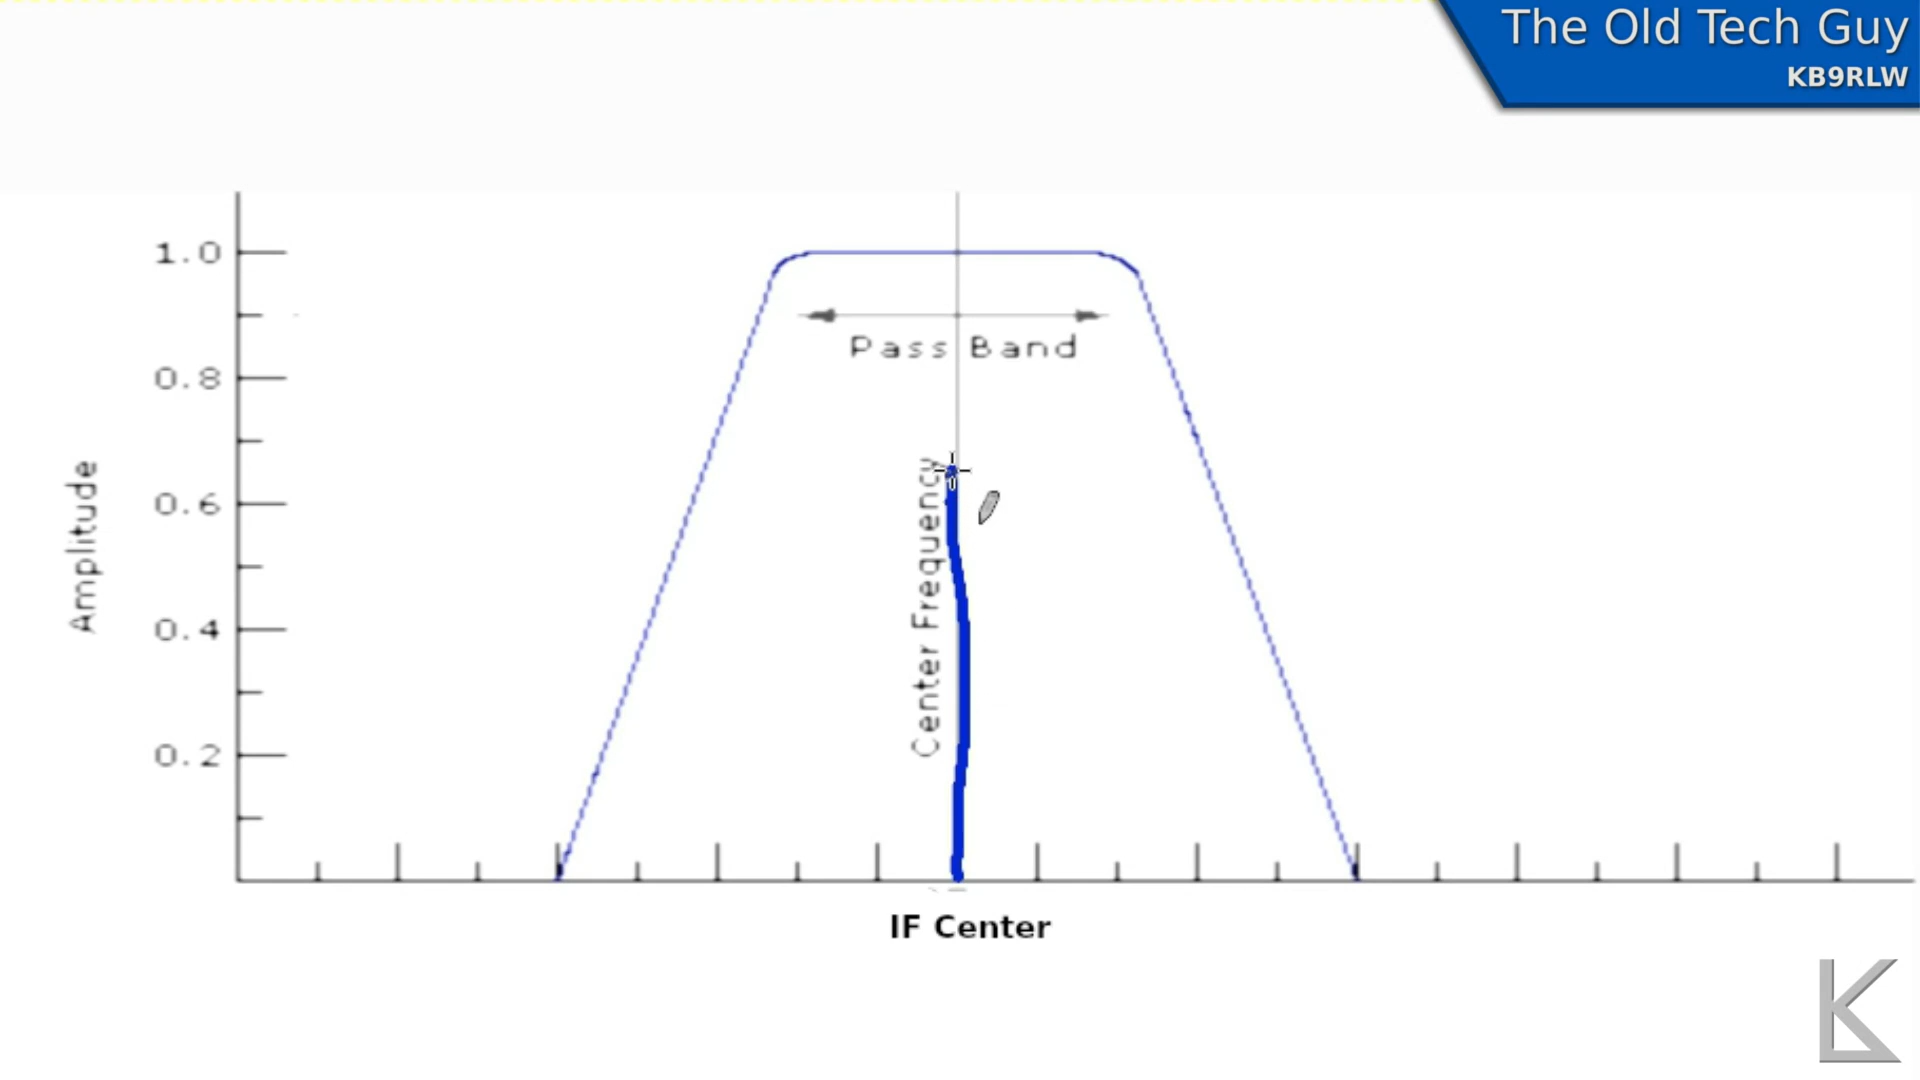 The Old Tech Guy
KB9RLW
1.0
Pass Band
0.8
Amplitude
0.6
Center Frequency
0.4
0.2
IF Center
K